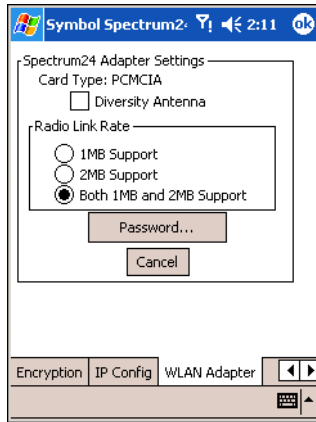 Symbol Spectrum24 2:11 ok
Spectrum24 Adapter Settings
Card Type: PCMCIA
Diversity Antenna
Radio Link Rate
1MB Support
2MB Support
Both 1MB and 2MB Support
Password...
Cancel
Encryption IP Config WLAN Adapter